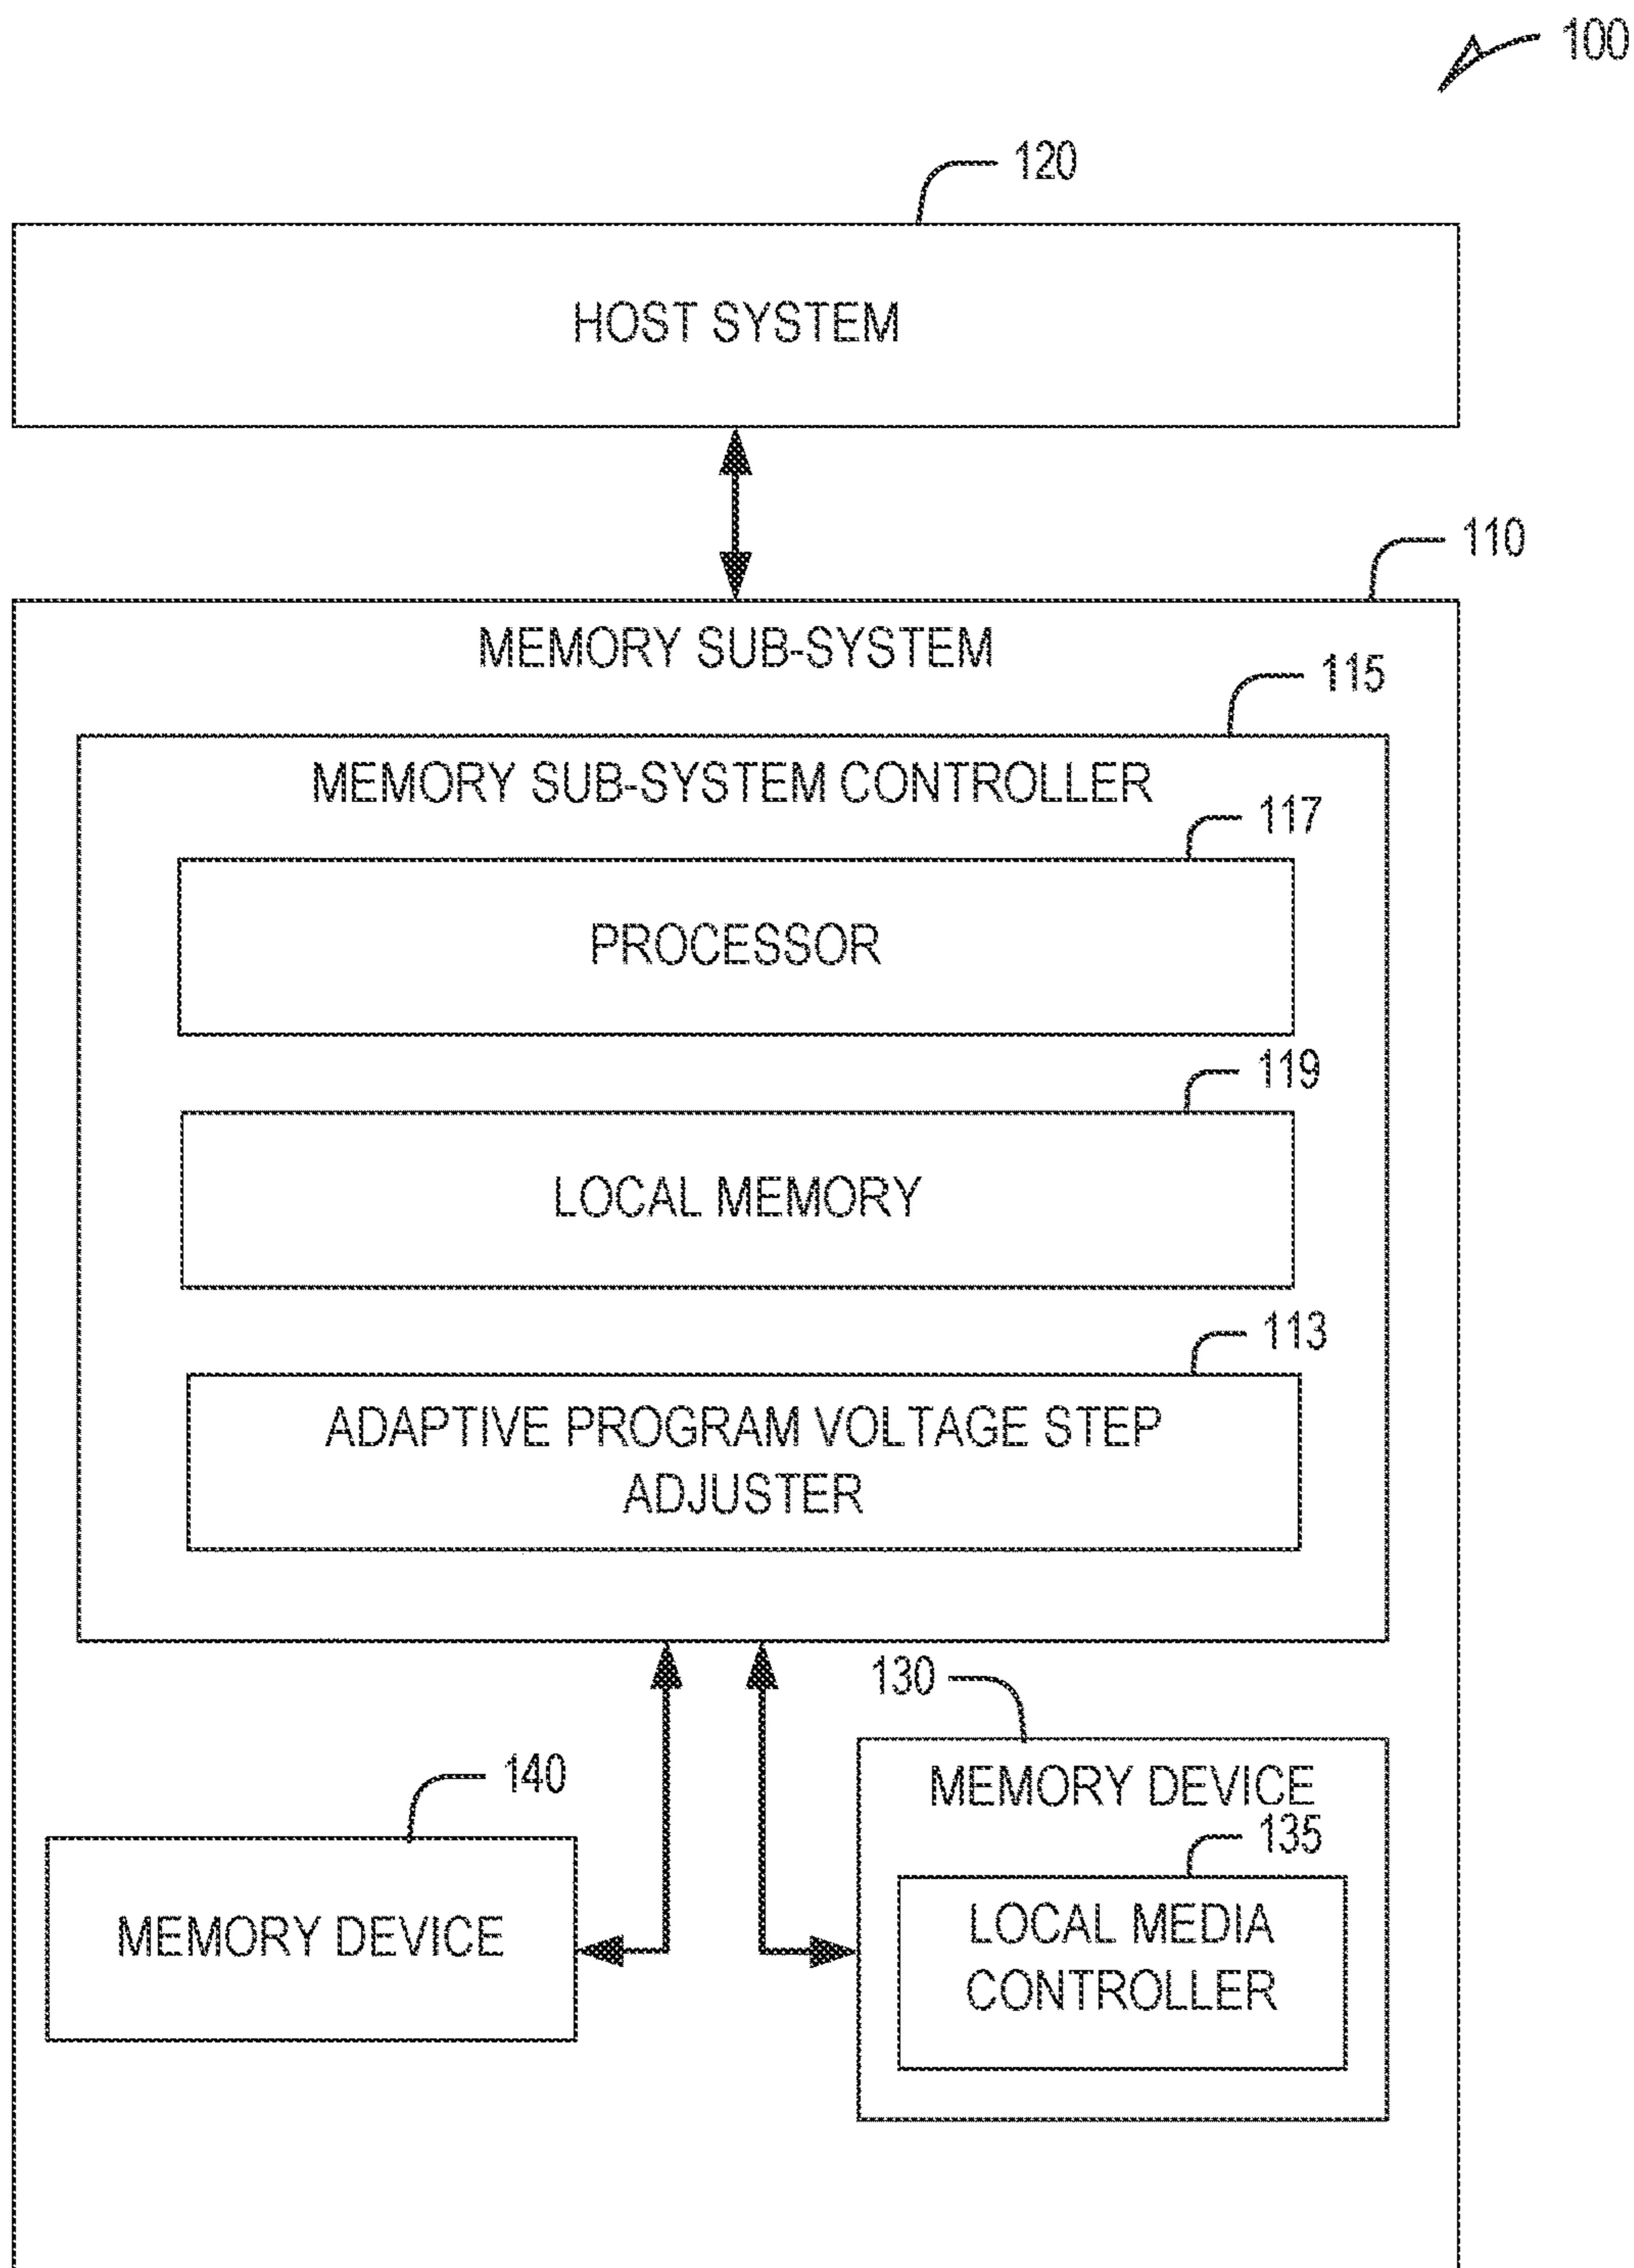 100
120
HOST SYSTEM
110
MEMORY SUB-SYSTEM
115
MEMORY SUB-SYSTEM CONTROLLER
117
PROCESSOR
119
LOCAL MEMORY
113
ADAPTIVE PROGRAM VOLTAGE STEP
ADJUSTER
130
MEMORY DEVICE
140
135
MEMORY DEVICE
LOCAL MEDIA
CONTROLLER